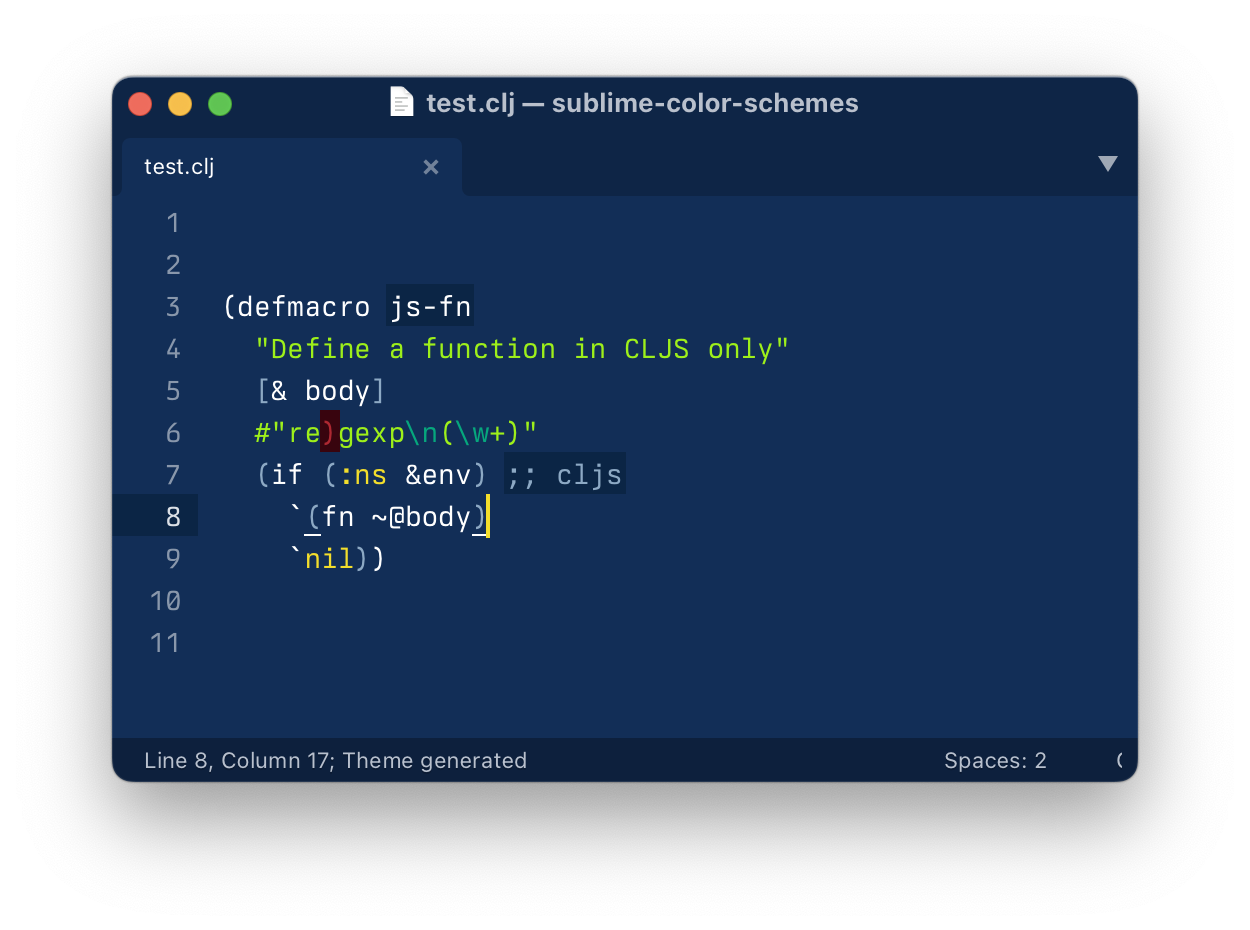 test.clj — sublime-color-schemes
test.clj
1
2
3 (defmacro js-fn
4   "Define a function in CLJS only"
5   [& body]
6   #"re)gexp\n(\w+)"
7   (if (:ns &env) ;; cljs
8     `(fn ~@body)
9     `nil))
10
11
Line 8, Column 17; Theme generated Spaces: 2